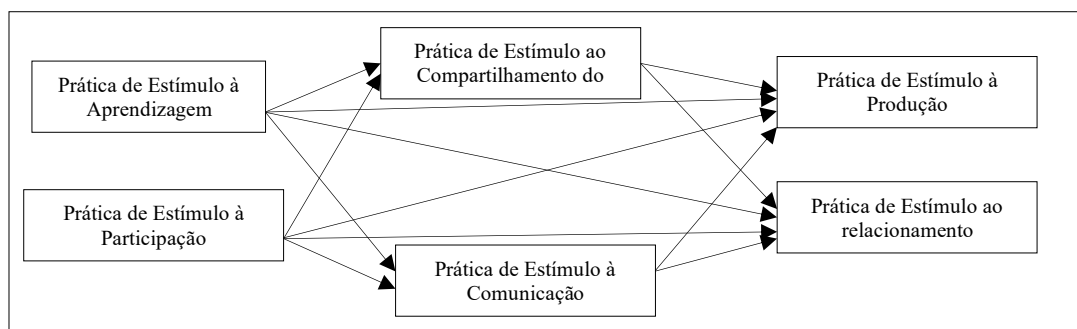 Prática de Estímulo à
Aprendizagem
Prática de Estímulo à
Participação
Prática de Estímulo ao
Compartilhamento do
Prática de Estímulo à
Comunicação
Prática de Estímulo à
Produção
Prática de Estímulo ao
relacionamento